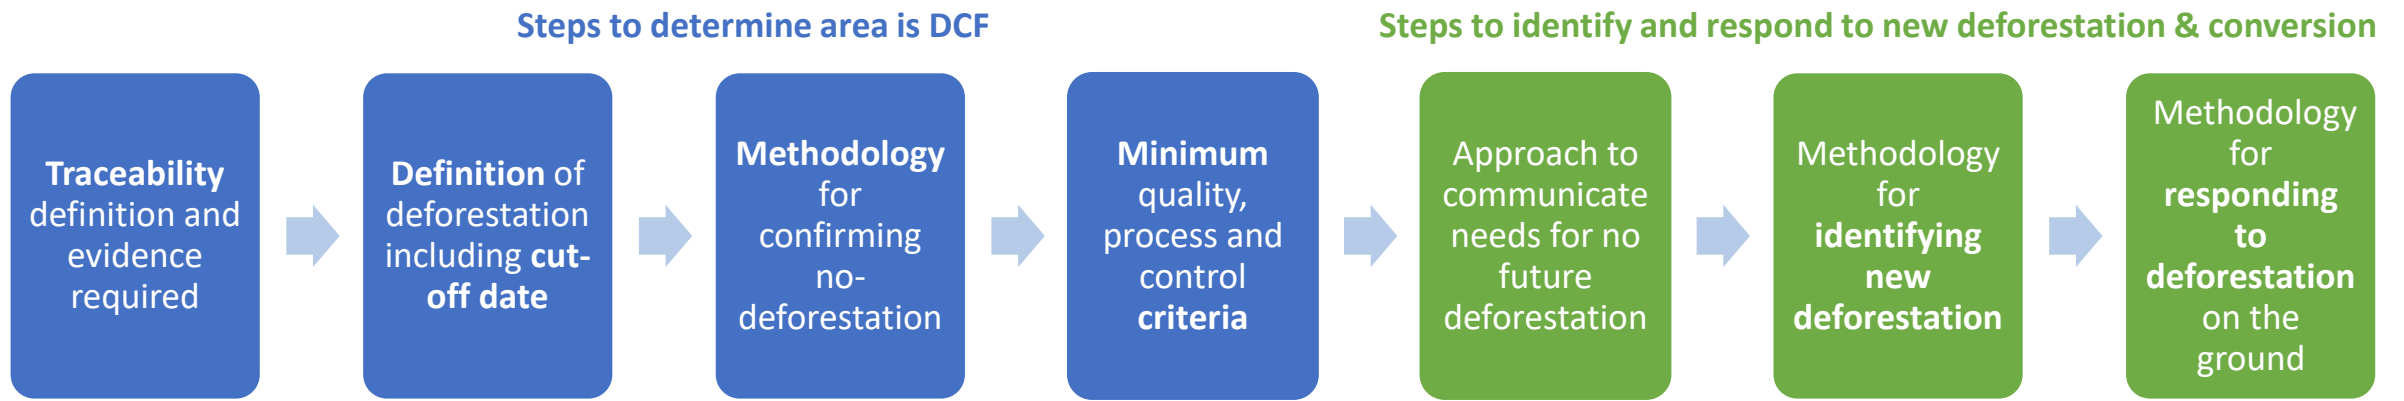 Steps to determine area is DCF
Steps to identify and respond to new deforestation & conversion
Traceability
definition and
evidence
required
Definition of
deforestation
including cut-
off date
Methodology
for
confirming
no-
deforestation
Minimum
quality,
process and
control
criteria
Approach to
communicate
needs for no
future
deforestation
Methodology
for
identifying
new
deforestation
Methodology
for
responding
to
deforestation
on the
ground